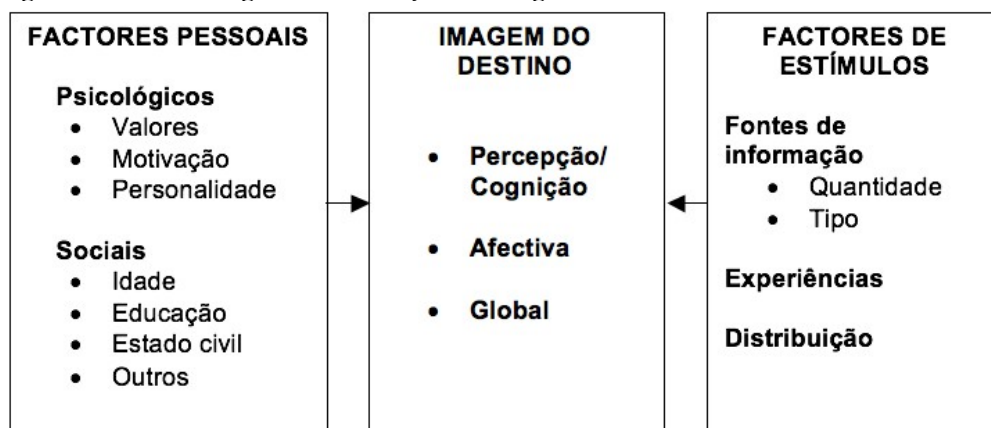 FACTORES PESSOAIS
Psicológicos
• Valores
• Motivação
• Personalidade
Sociais
• Idade
• Educação
• Estado civil
• Outros
IMAGEM DO
DESTINO
• Percepção/
Cognição
• Afectiva
• Global
FACTORES DE
ESTÍMULOS
Fontes de
informação
• Quantidade
• Tipo
Experiências
Distribuição